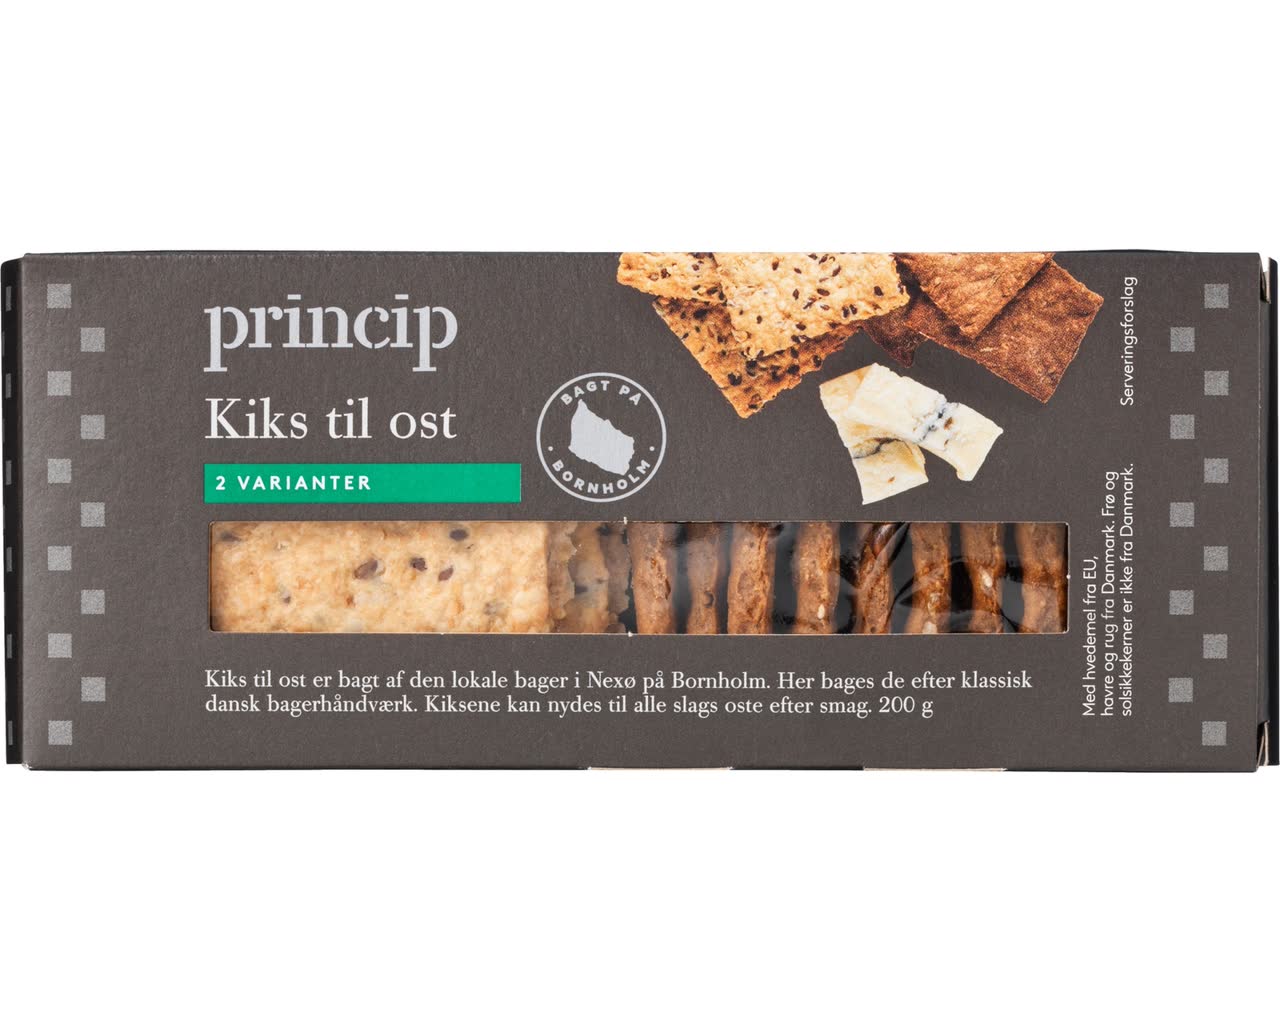 princip
Kiks til ost
2 VARIANTER
BAGT PÅ
· BORNHOLM ·
Kiks til ost er bagt af den lokale bager i Nexø på Bornholm. Her bages de efter klassisk
dansk bagerhåndværk. Kiksene kan nydes til alle slags oste efter smag. 200 g
Serveringsforslag
Med hvedemel fra EU,
havre og rug fra Danmark. Frø og
solsikkekerner er ikke fra Danmark.